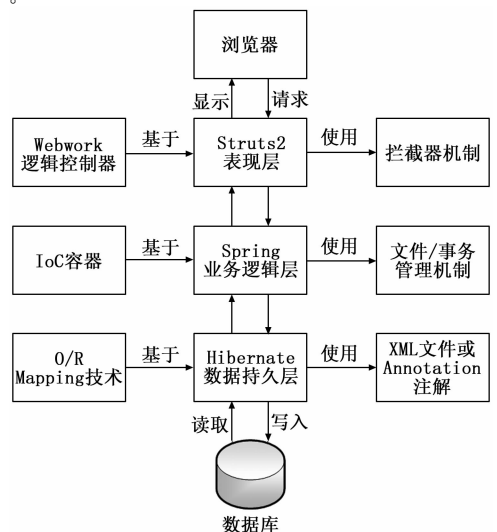 。
浏览器
显示
请求
Webwork
逻辑控制器
基于
Struts2
表现层
使用
拦截器机制
IoC容器
基于
Spring
业务逻辑层
使用
文件/事务
管理机制
O/R
Mapping技术
基于
Hibernate
数据持久层
使用
XML文件或
Annotation
注解
读取
写入
数据库